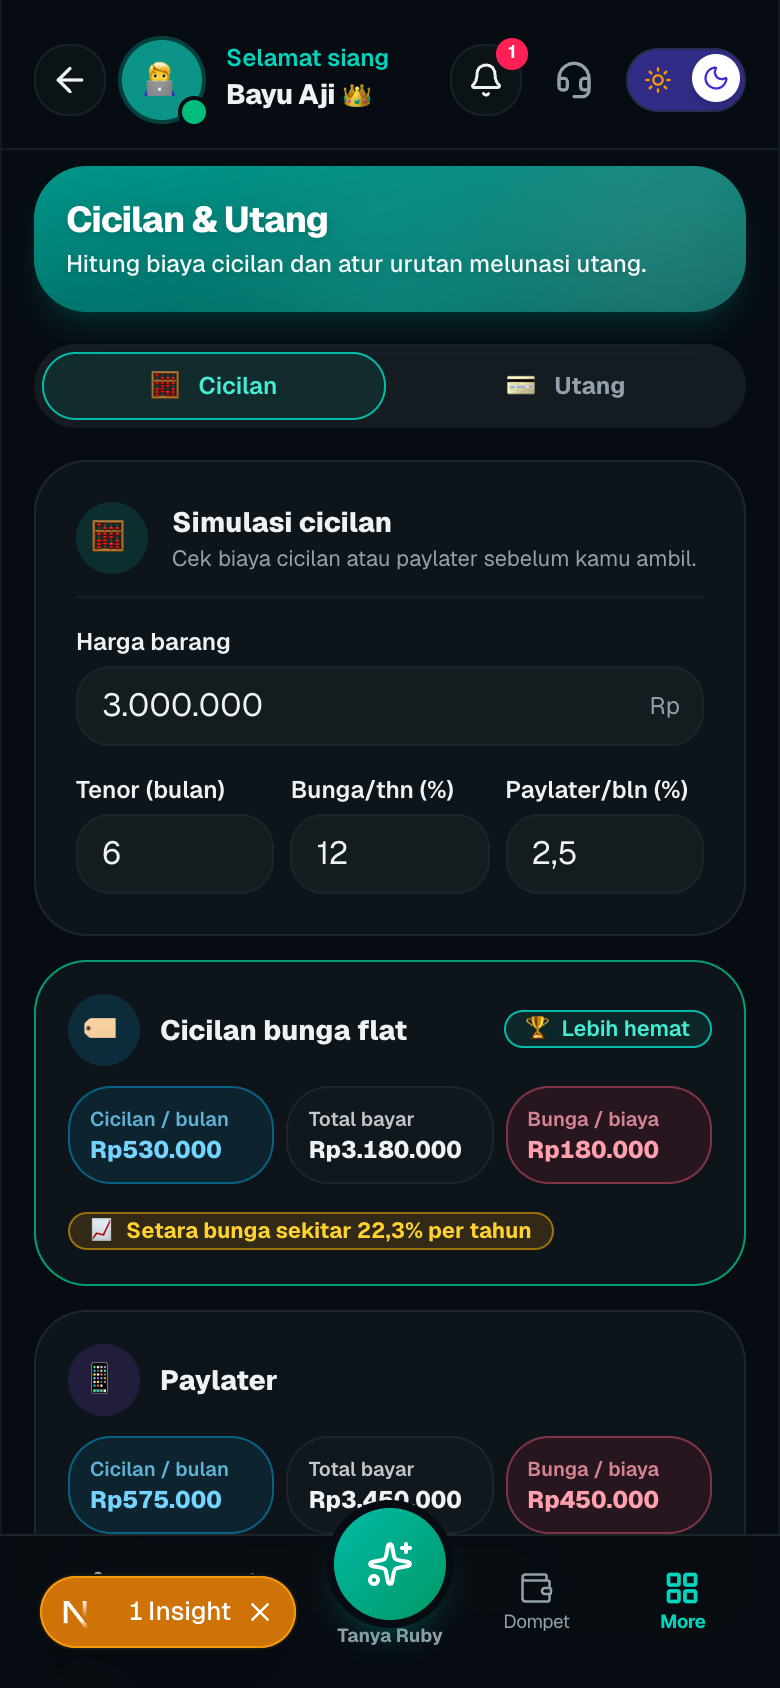 Selamat siang
Bayu Aji 👑
1
Cicilan & Utang
Hitung biaya cicilan dan atur urutan melunasi utang.
Cicilan
Utang
Simulasi cicilan
Cek biaya cicilan atau paylater sebelum kamu ambil.
Harga barang
3.000.000 Rp
Tenor (bulan) Bunga/thn (%) Paylater/bln (%)
6 12 2,5
Cicilan bunga flat
🏆 Lebih hemat
Cicilan / bulan Total bayar Bunga / biaya
Rp530.000 Rp3.180.000 Rp180.000
📈 Setara bunga sekitar 22,3% per tahun
Paylater
Cicilan / bulan Total bayar Bunga / biaya
Rp575.000 Rp3.450.000 Rp450.000
N 1 Insight
Tanya Ruby
Dompet
More